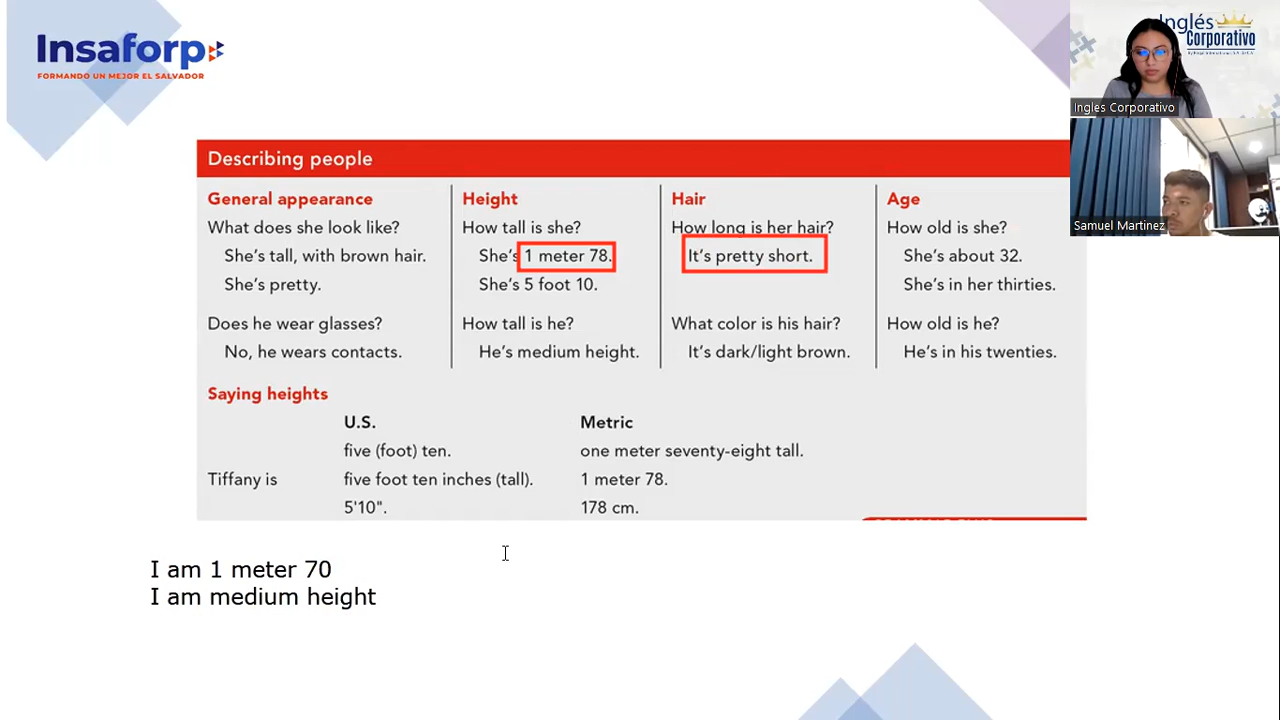 Insaforp
FORMANDO UN MEJOR EL SALVADOR
Inglés
Corporativo
Ingles Corporativo
Samuel Martinez
Describing people
General appearance
What does she look like?
She's tall, with brown hair.
She's pretty.
Does he wear glasses?
No, he wears contacts.
Height
How tall is she?
She's 1 meter 78.
She's 5 foot 10.
How tall is he?
He's medium height.
Hair
How long is her hair?
It's pretty short.
What color is his hair?
It's dark/light brown.
Age
How old is she?
She's about 32.
She's in her thirties.
How old is he?
He's in his twenties.
Saying heights
U.S. Metric
five (foot) ten. one meter seventy-eight tall.
Tiffany is five foot ten inches (tall). 1 meter 78.
5'10". 178 cm.
I am 1 meter 70
I am medium height